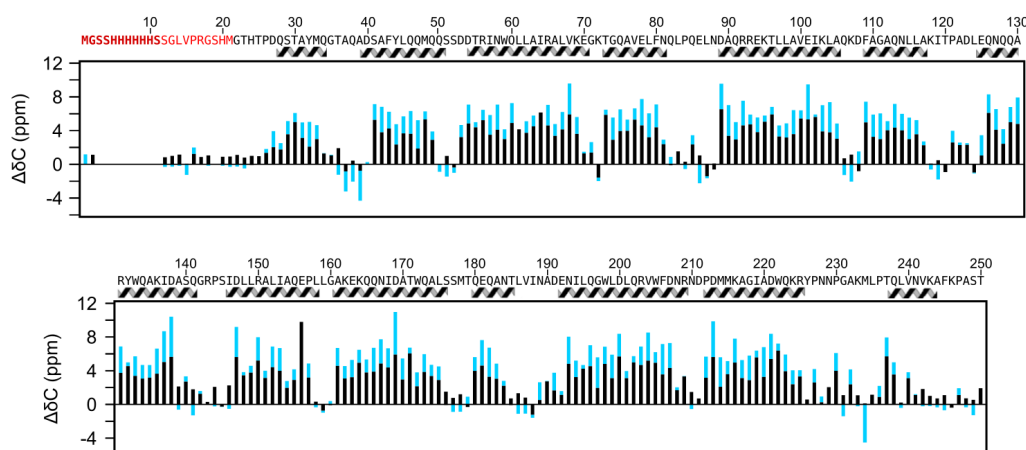 10 20 30 40 50 60 70 80 90 100 110 120 130
MGSSHHHHHHSSGLVPRGSHMGTHTPDQSTAYMQGTAQADSAFYLQQMQQSSDDTRINWQLLAIRALVKEGKTGQAVELFNQLPQELNDAQRREKTLLAVEIKLAQKDFAGAQNLLAKITPADLEQNQQA
12
8
4
0
-4
ΔδC (ppm)
140 150 160 170 180 190 200 210 220 230 240 250
RYWQAKIDASQGRPSIDLLRALIAQEPLLGAKEKQQNIDATWQALSSMTQEQANTLVINADENILQGWLDLQRVWFDNRNDPDMMKAGIADWQKRYPNNPGAKMLPTQLVNVKAFKPAST
12
8
4
0
-4
ΔδC (ppm)